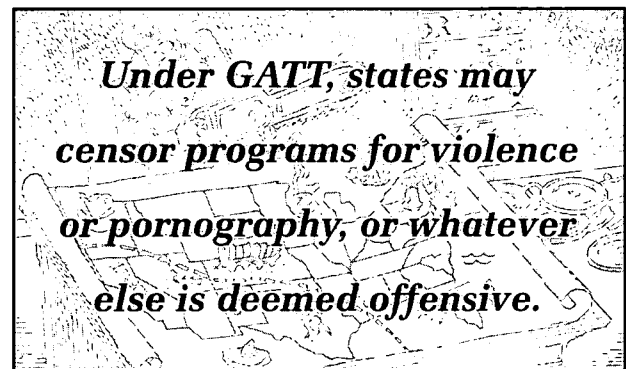 Under GATT, states may
censor programs for violence
or pornography, or whatever
else is deemed offensive.